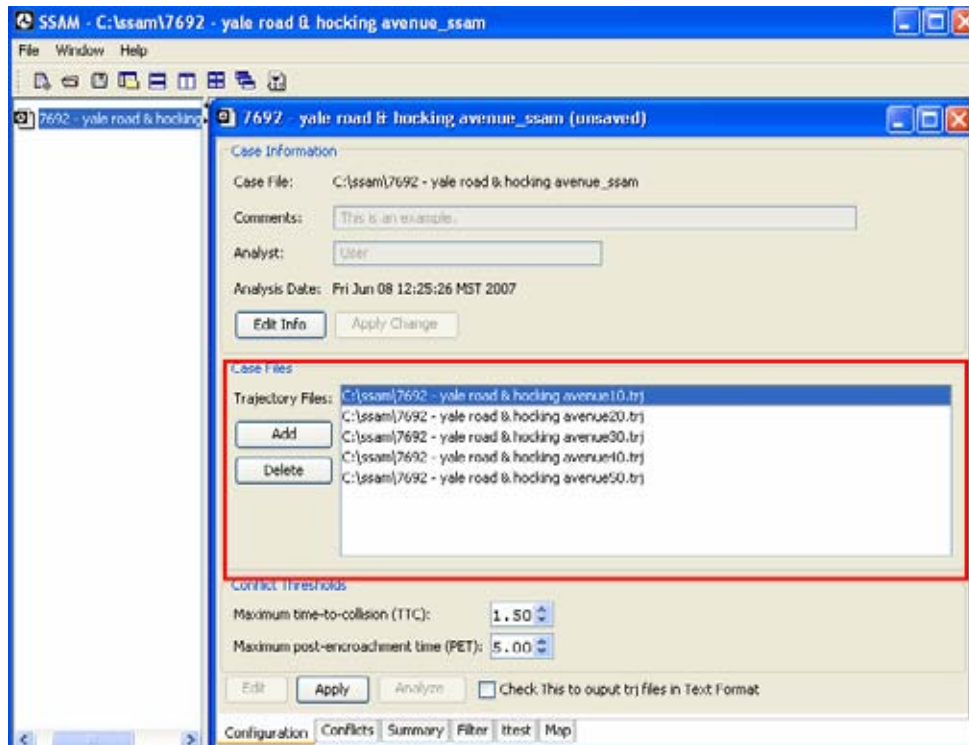 SSAM - C:\ssam\7692 - yale road & hocking avenue_ssam
File Window Help
7692 - yale road & hocking
7692 - yale road & hocking avenue_ssam (unsaved)
Case Information
Case File: C:\ssam\7692 - yale road & hocking avenue_ssam
Comments: This is an example.
Analyst: User
Analysis Date: Fri Jun 08 12:25:26 MST 2007
Edit Info Apply Change
Case Files
Trajectory Files: C:\ssam\7692 - yale road & hocking avenue10.trj
C:\ssam\7692 - yale road & hocking avenue20.trj
Add C:\ssam\7692 - yale road & hocking avenue30.trj
C:\ssam\7692 - yale road & hocking avenue40.trj
Delete C:\ssam\7692 - yale road & hocking avenue50.trj
Conflict Thresholds
Maximum time-to-collision (TTC): 1.50
Maximum post-encroachment time (PET): 5.00
Edit Apply Analyze Check This to ouput trj files in Text Format
Configuration Conflicts Summary Filter ttest Map